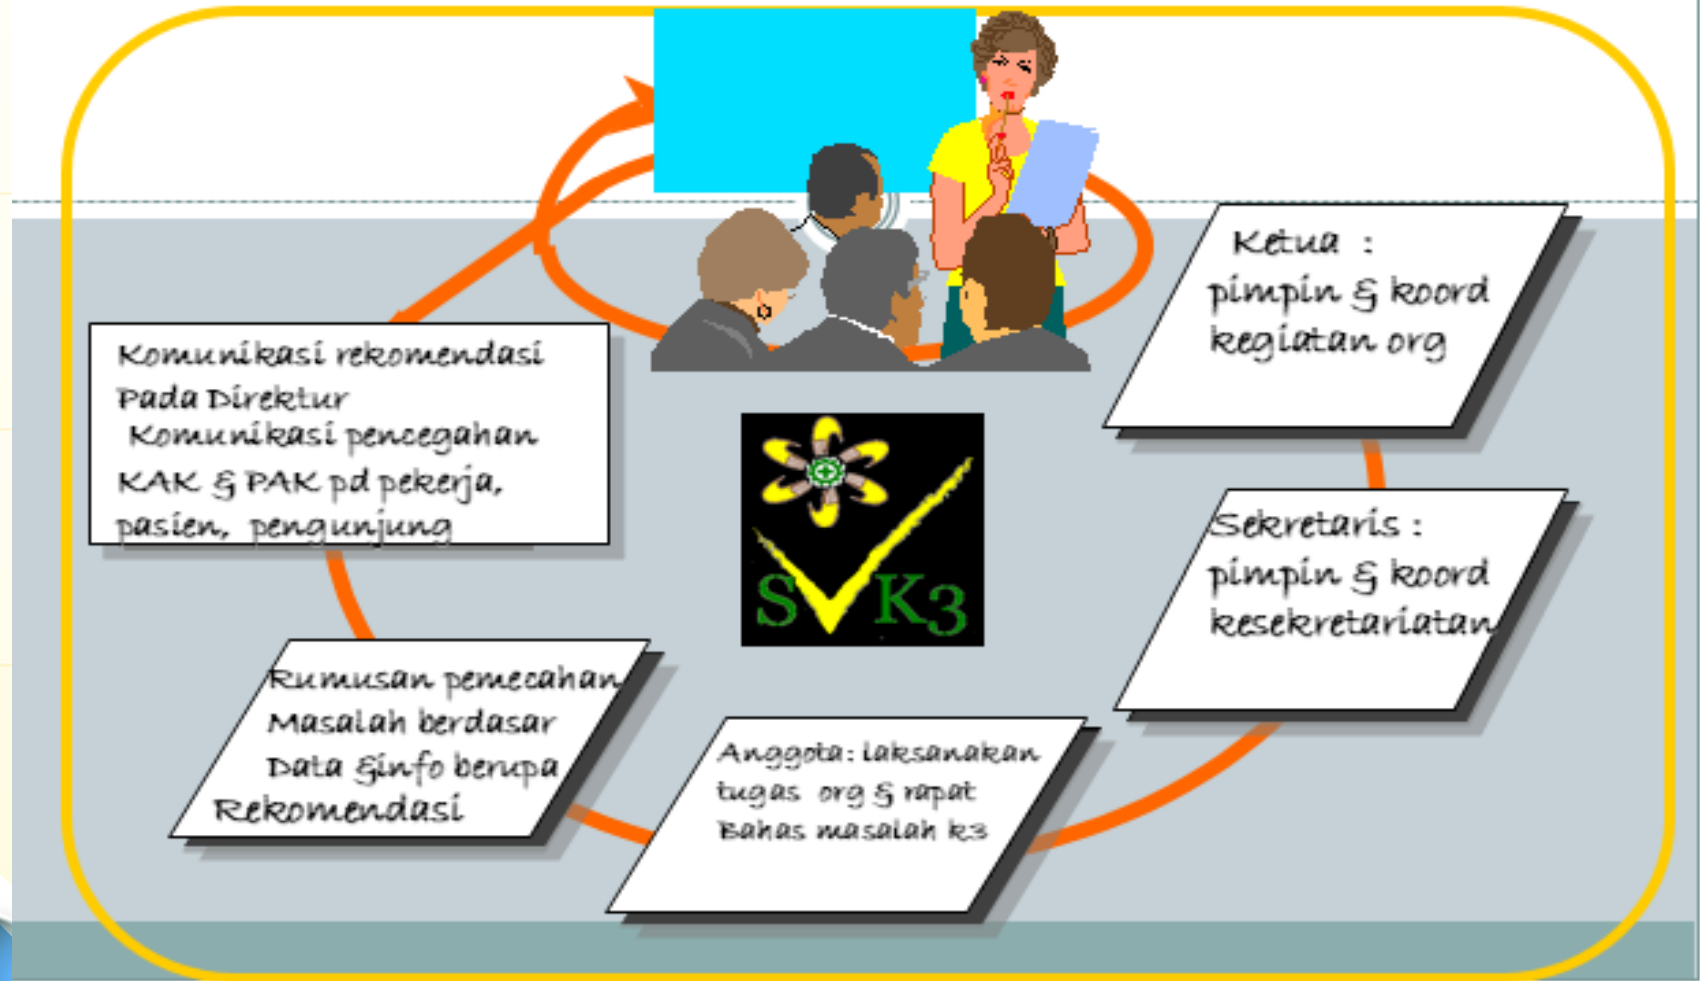 Ketua :
pimpin & koord
kegiatan org
Sekretaris :
pimpin & koord
kesekretariatan
Anggota: laksanakan
tugas org & rapat
Bahas masalah k3
Rumusan pemecahan
Masalah berdasar
Data &info berupa
Rekomendasi
Komunikasi rekomendasi
Pada Direktur
Komunikasi pencegahan
KAK & PAK pd pekerja,
pasien, pengunjung
S K3